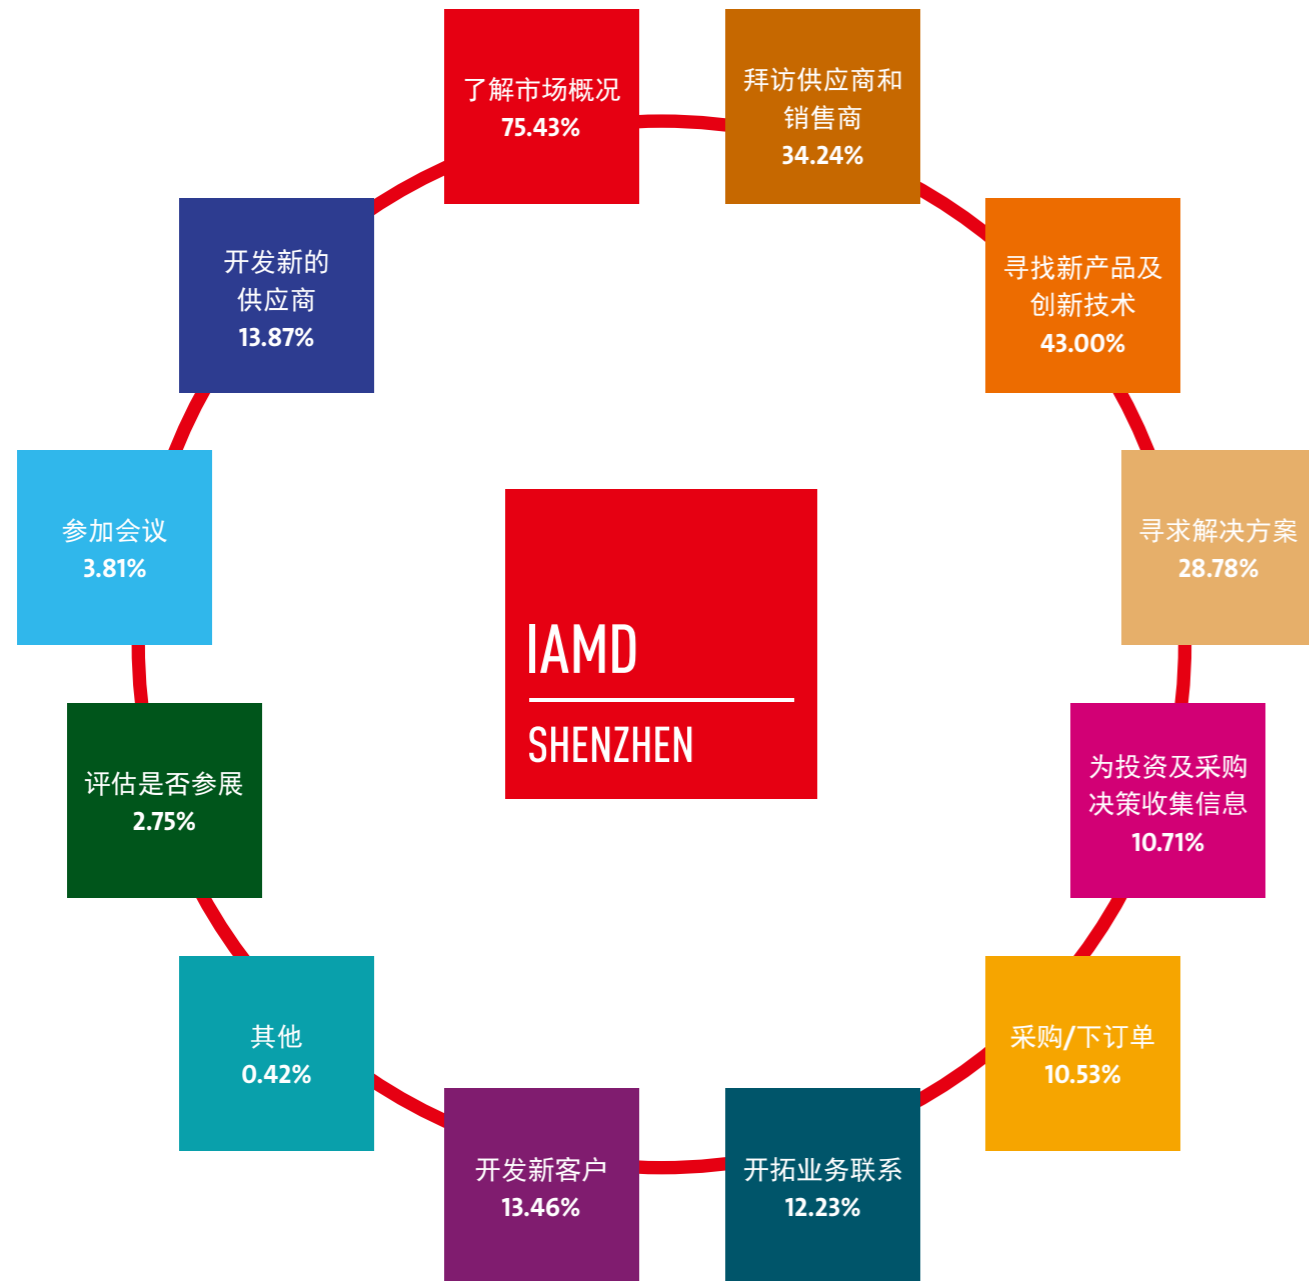 了解市场概况
75.43%
拜访供应商和
销售商
34.24%
寻找新产品及
创新技术
43.00%
寻求解决方案
28.78%
为投资及采购
决策收集信息
10.71%
采购/下订单
10.53%
开拓业务联系
12.23%
开发新客户
13.46%
其他
0.42%
评估是否参展
2.75%
参加会议
3.81%
开发新的
供应商
13.87%
IAMD
SHENZHEN